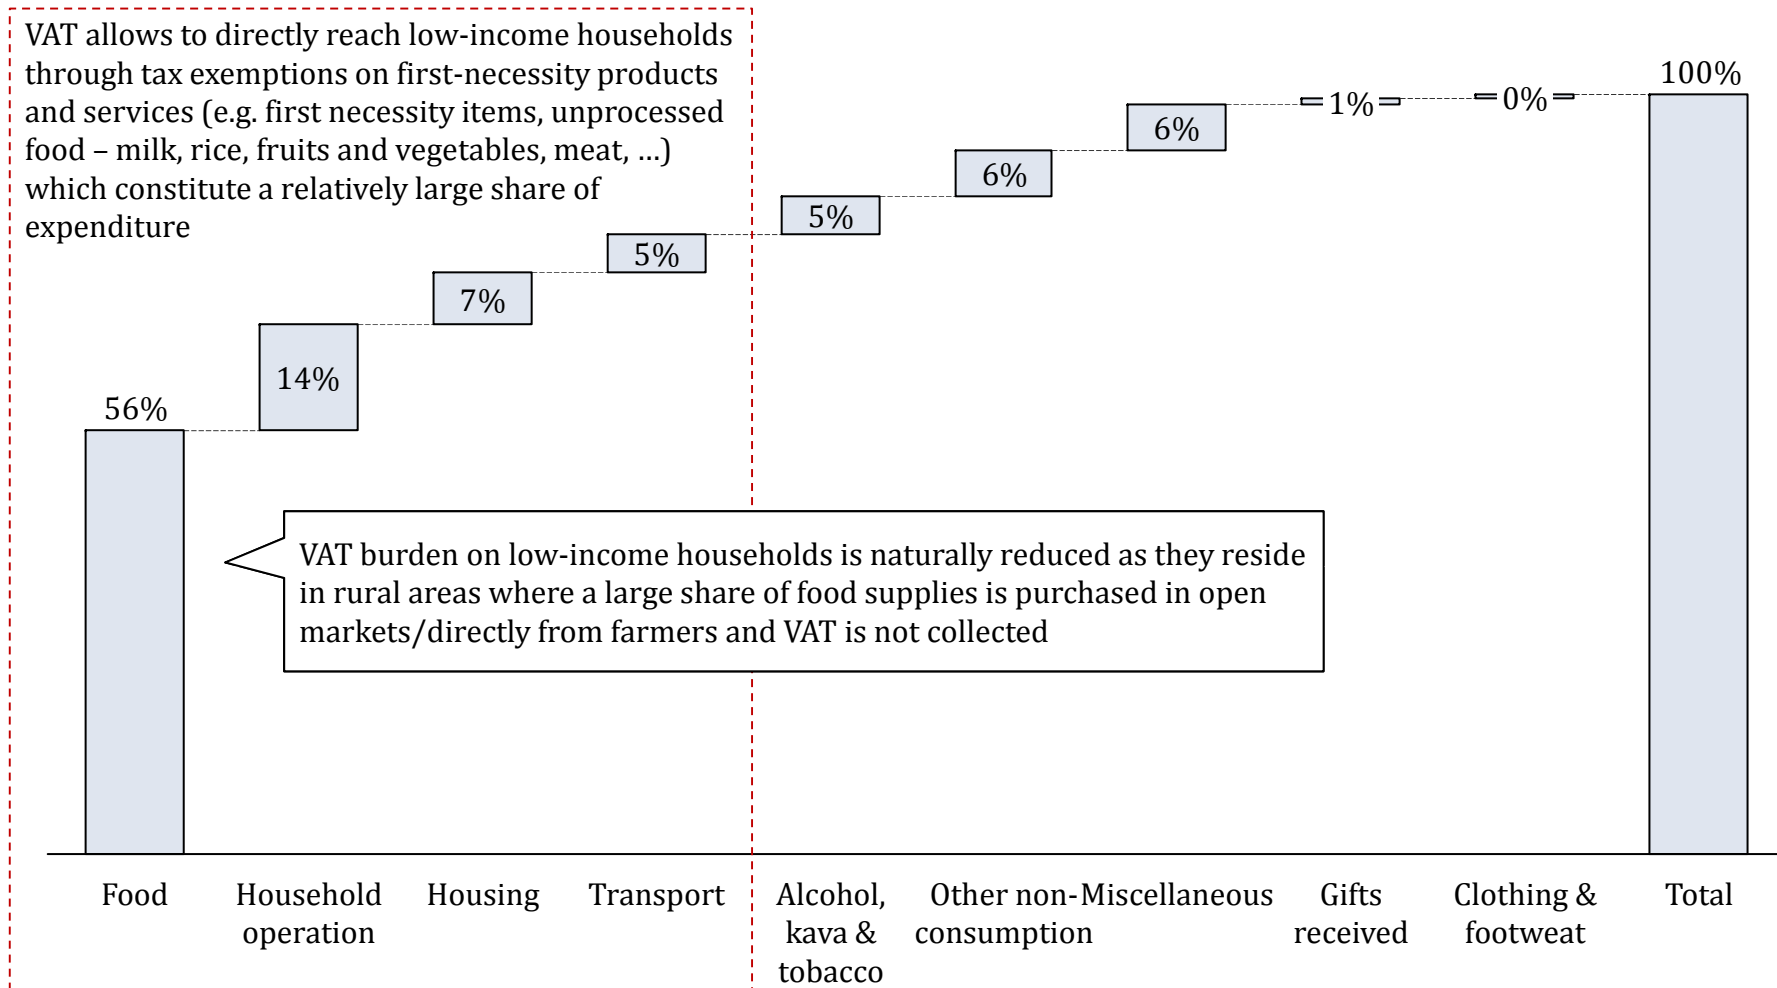 VAT allows to directly reach low-income households
through tax exemptions on first-necessity products
and services (e.g. first necessity items, unprocessed
food – milk, rice, fruits and vegetables, meat, ...)
which constitute a relatively large share of
expenditure
56%
14%
7%
5%
5%
6%
6%
1%
0%
100%
VAT burden on low-income households is naturally reduced as they reside
in rural areas where a large share of food supplies is purchased in open
markets/directly from farmers and VAT is not collected
Food
Household
operation
Housing
Transport
Alcohol,
kava &
tobacco
Other non-
consumption
Miscellaneous
Gifts
received
Clothing &
footweat
Total